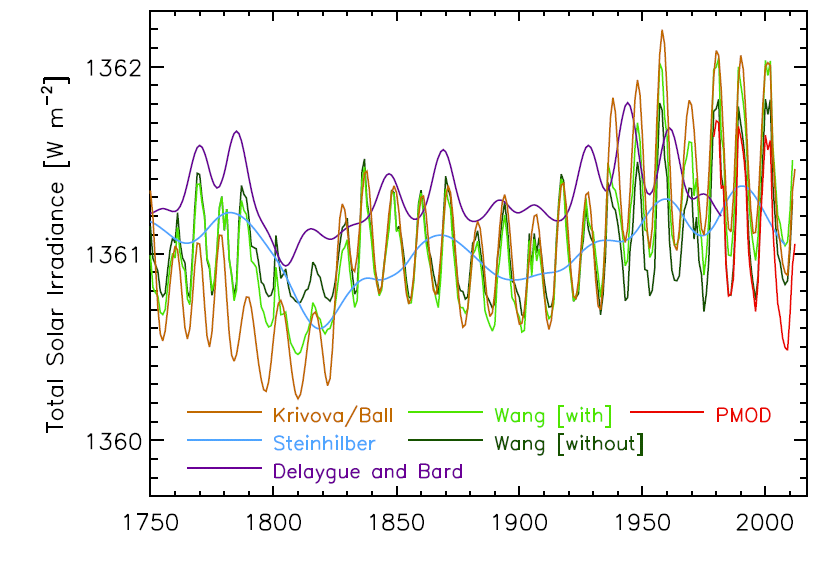 Total Solar Irradiance [W m⁻²]
1362
1361
1360
Krivova/Ball Wang [with] PMOD
Steinhilber Wang [without]
Delaygue and Bard
1750 1800 1850 1900 1950 2000